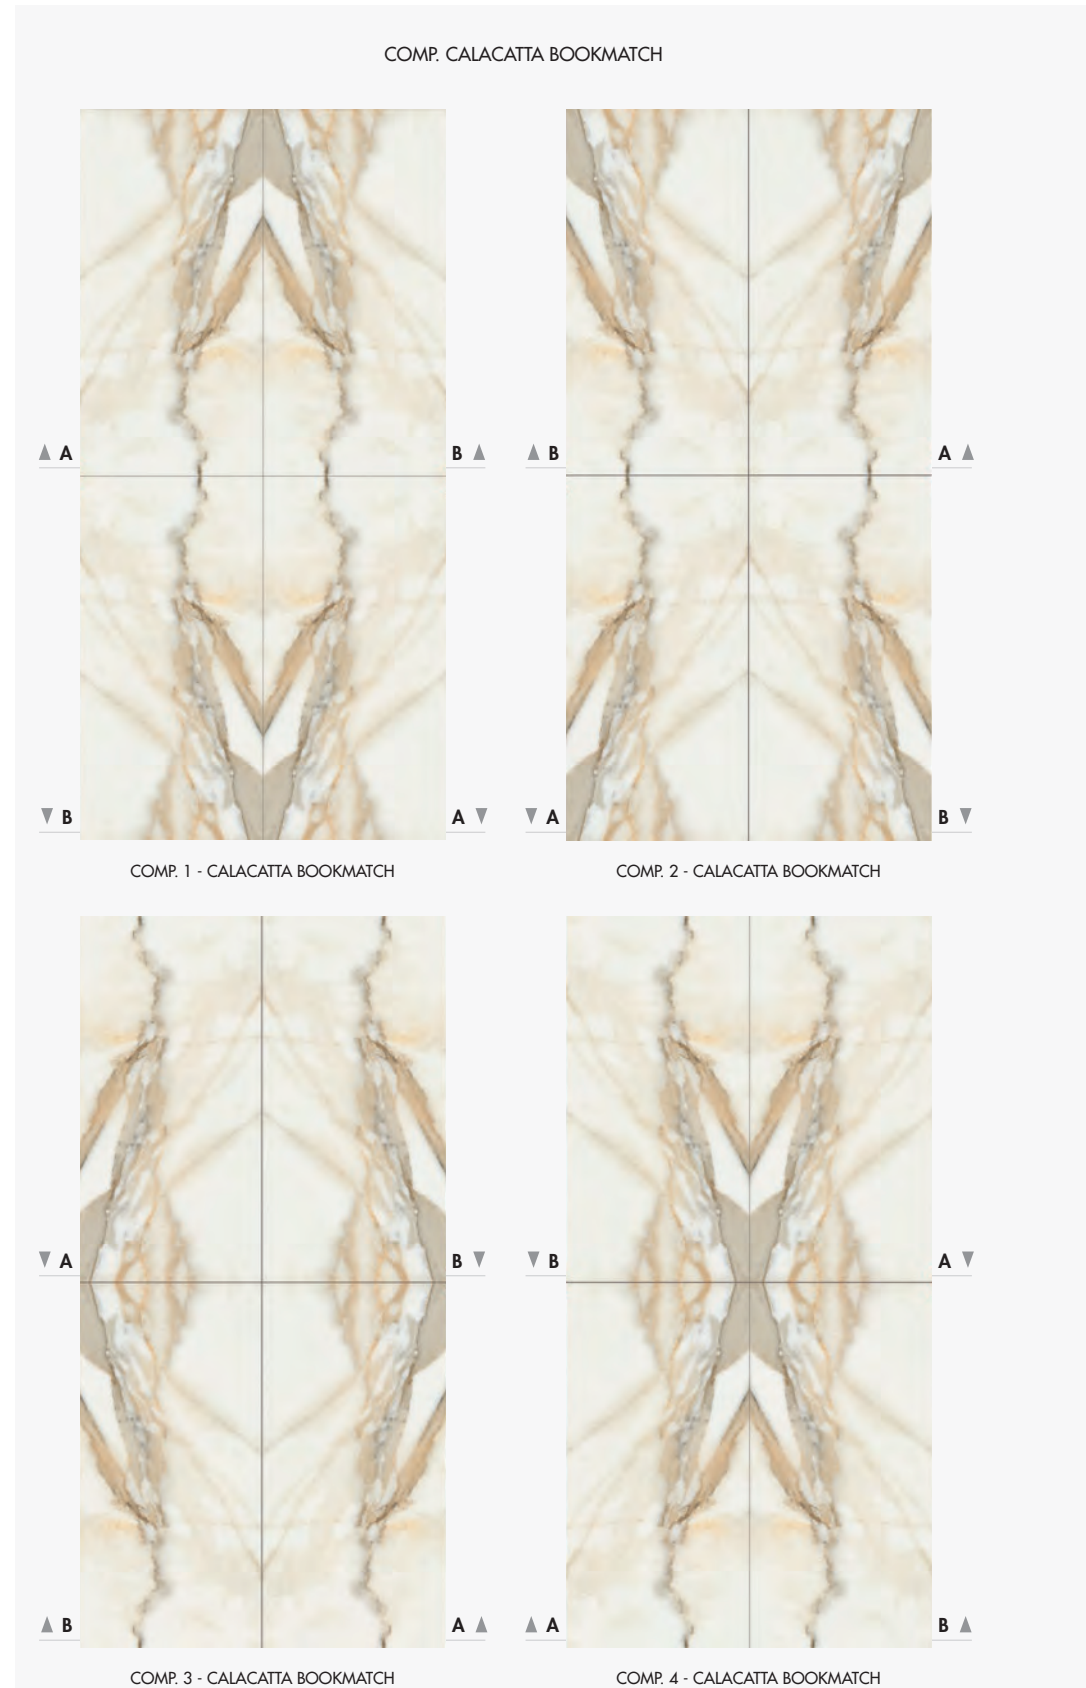 COMP. CALACATTA BOOKMATCH
▲ A B ▲
▲ B A ▲
▼ B A ▼
▼ A B ▼
COMP. 1 - CALACATTA BOOKMATCH
COMP. 2 - CALACATTA BOOKMATCH
▼ A B ▼
▼ B A ▼
▲ B A ▲
▲ A B ▲
COMP. 3 - CALACATTA BOOKMATCH
COMP. 4 - CALACATTA BOOKMATCH